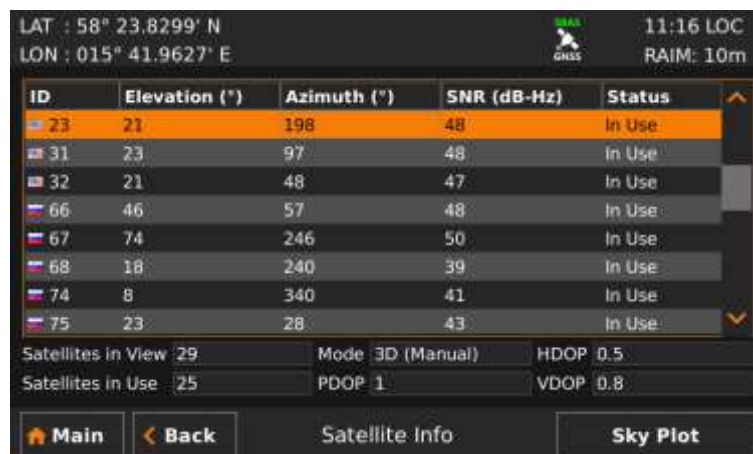 LAT : 58° 23.8299' N SBAS 11:16 LOC
LON : 015° 41.9627' E GNSS RAIM: 10m
ID Elevation (°) Azimuth (°) SNR (dB-Hz) Status
23 21 198 48 In Use
31 23 97 48 In Use
32 21 48 47 In Use
66 46 57 48 In Use
67 74 246 50 In Use
68 18 240 39 In Use
74 8 340 41 In Use
75 23 28 43 In Use
Satellites in View 29 Mode 3D (Manual) HDOP 0.5
Satellites in Use 25 PDOP 1 VDOP 0.8
Main Back Satellite Info Sky Plot